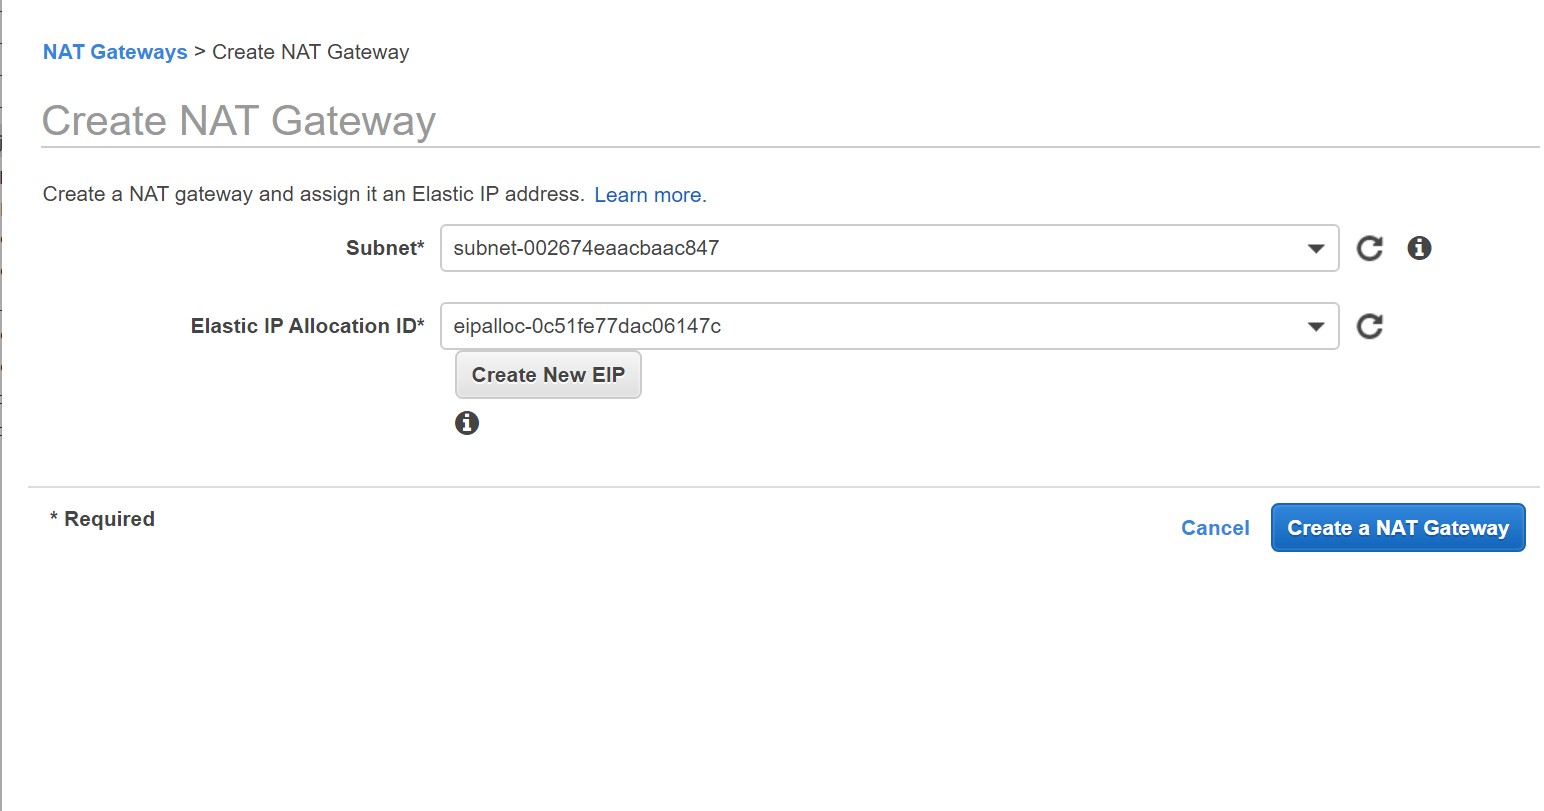 NAT Gateways > Create NAT Gateway
Create NAT Gateway
Create a NAT gateway and assign it an Elastic IP address. Learn more.
Subnet* subnet-002674eaacbaac847
Elastic IP Allocation ID* eipalloc-0c51fe77dac06147c
Create New EIP
* Required
Cancel Create a NAT Gateway